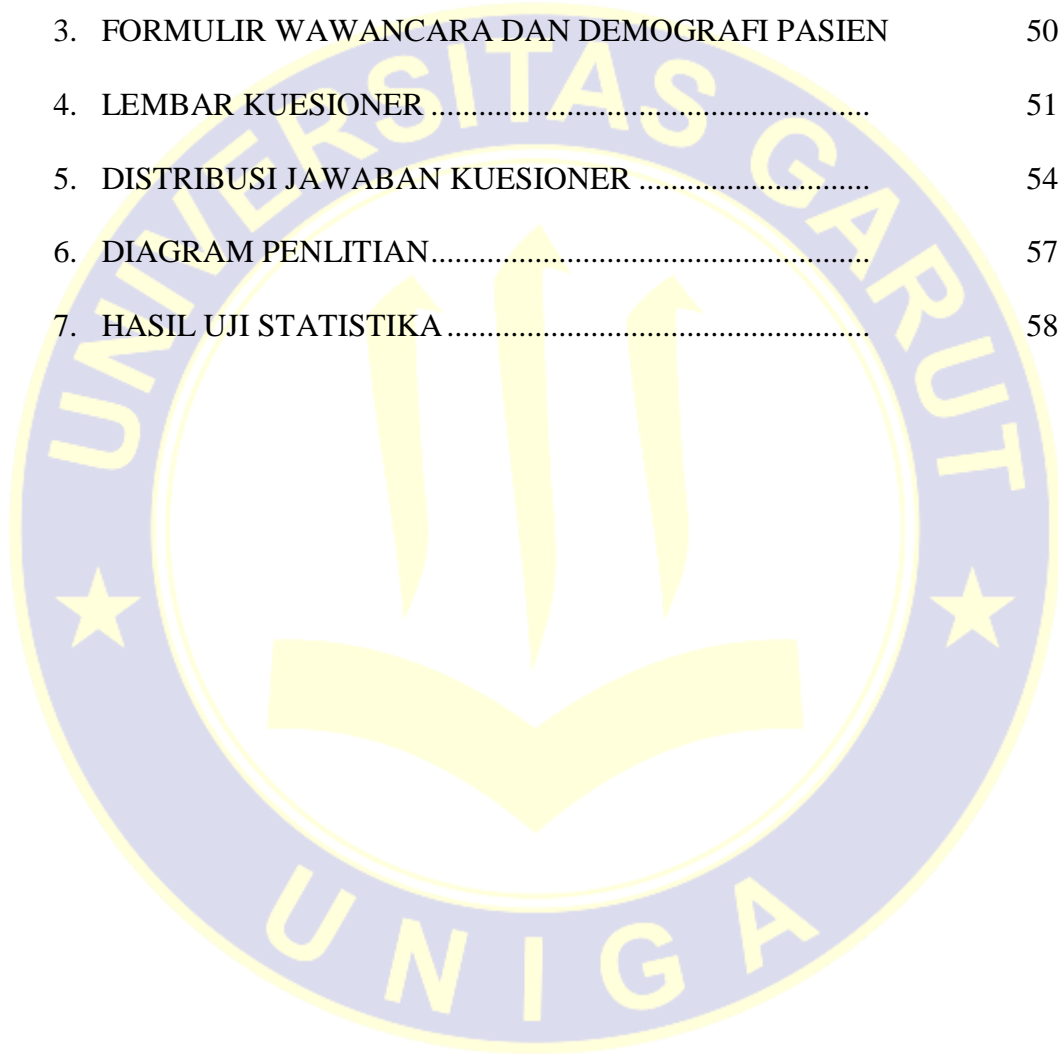 3. FORMULIR WAWANCARA DAN DEMOGRAFI PASIEN 50
4. LEMBAR KUESIONER ...................................................... 51
5. DISTRIBUSI JAWABAN KUESIONER ............................ 54
6. DIAGRAM PENLITIAN...................................................... 57
7. HASIL UJI STATISTIKA .................................................... 58
UNIVERSITAS GARUT
UNIGA